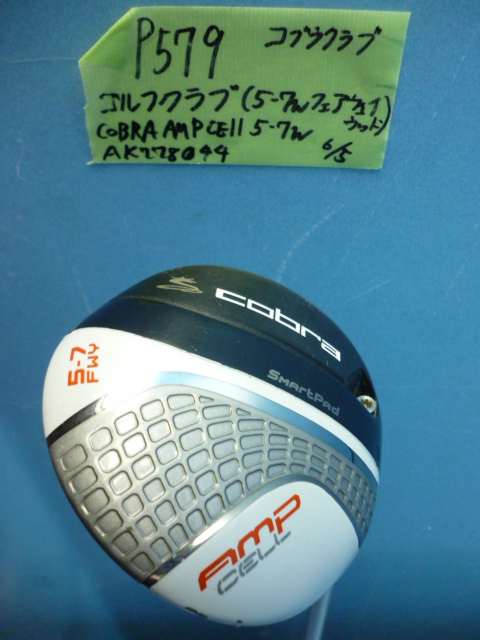 P579 コブラクラブ
ゴルフクラブ(5-7wフェアウェイ
ウッド)
COBRA AMP CEll 5-7W
AK228044 6/5
cobra
5-7
FWY
SMARTPAD
AMP
CELL